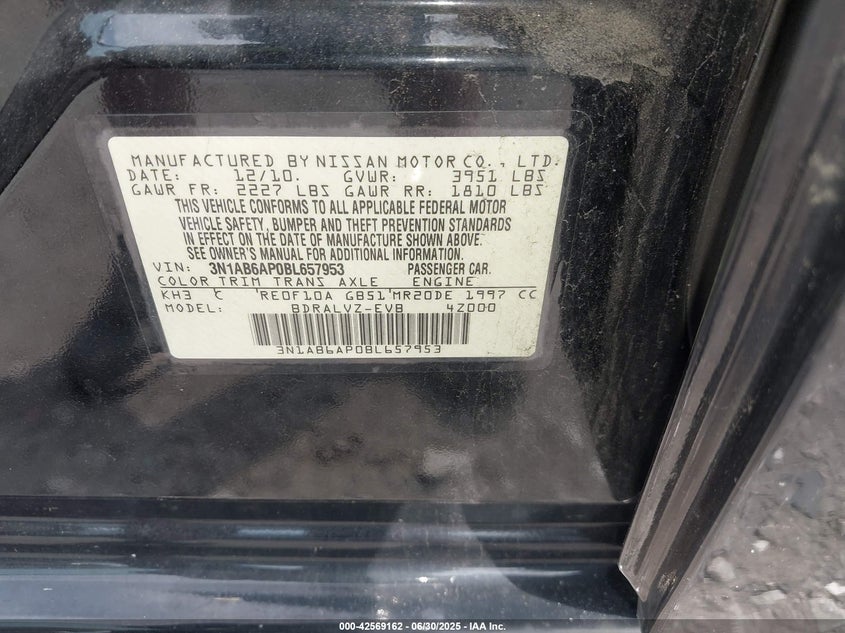 MANUFACTURED BY NISSAN MOTOR CO., LTD.
DATE: 12/10. GVWR: 3951 LBS
GAWR FR: 2227 LBS GAWR RR: 1810 LBS
THIS VEHICLE CONFORMS TO ALL APPLICABLE FEDERAL MOTOR
VEHICLE SAFETY, BUMPER AND THEFT PREVENTION STANDARDS
IN EFFECT ON THE DATE OF MANUFACTURE SHOWN ABOVE.
SEE OWNER'S MANUAL FOR ADDITIONAL INFORMATION.
VIN: 3N1AB6AP0BL657953 PASSENGER CAR.
COLOR TRIM TRANS AXLE ENGINE
KH3 C RE0F10A GB51 MR20DE 1997 CC
MODEL: BDRALVZ-EVB 4Z000
3N1AB6AP0BL657953
000-42569162 - 06/30/2025 - IAA Inc.